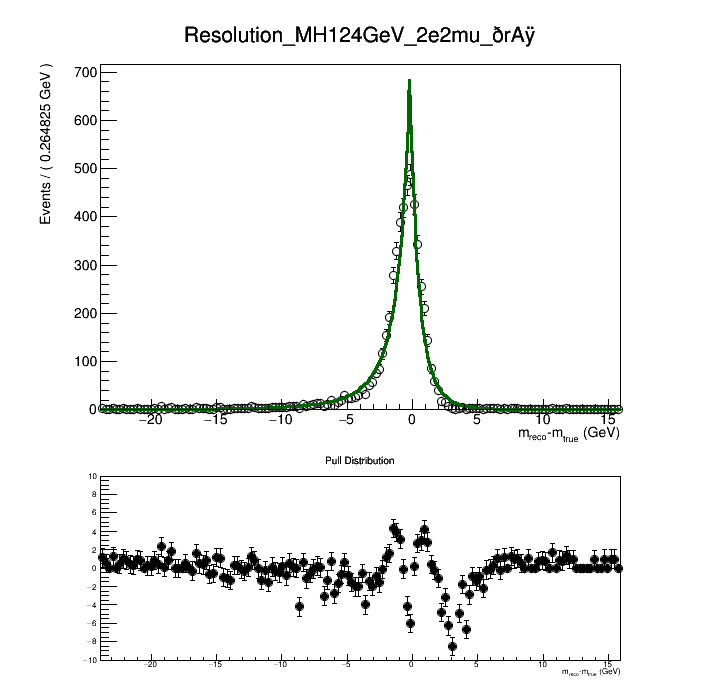 Resolution_MH124GeV_2e2mu_ðrAÿ
Events / ( 0.264825 GeV )
700
600
500
400
300
200
100
0
−20 −15 −10 −5 0 5 10 15
m_reco-m_true (GeV)
Pull Distribution
10
8
6
4
2
0
−2
−4
−6
−8
−10
−20 −15 −10 −5 0 5 10 15
m_reco-m_true (GeV)